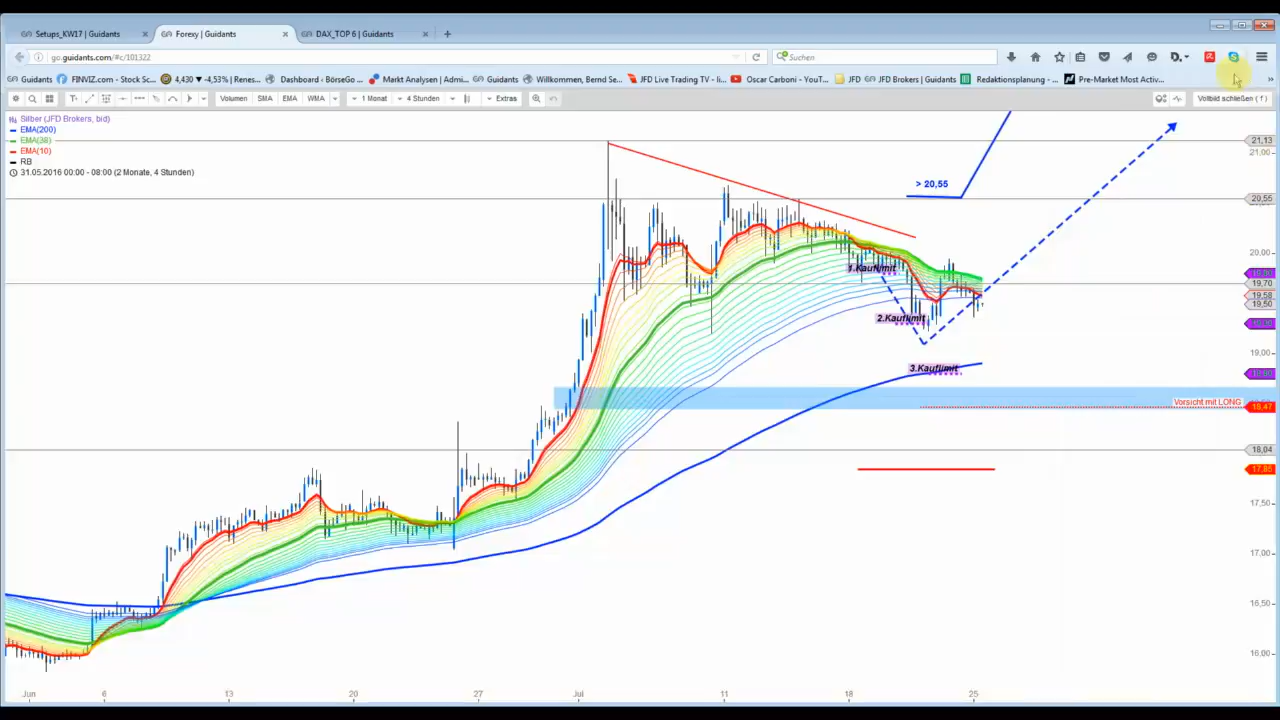 Setups_KW17 | Guidants
Forexy | Guidants
DAX_TOP 6 | Guidants
go.guidants.com/#c/101322
Suchen
Guidants
FINVIZ.com - Stock Sc...
4,430 ▼ -4,53% | Renes...
Dashboard - BörseGo ...
Markt Analysen | Admi...
Guidants
Willkommen, Bernd Se...
JFD Live Trading TV - li...
Oscar Carboni - YouT...
JFD
JFD Brokers | Guidants
Redaktionsplanung - ...
Pre-Market Most Activ...
Volumen
SMA
EMA
WMA
1 Monat
4 Stunden
Extras
Vollbild schließen ( f )
Silber (JFD Brokers, bid)
EMA(200)
EMA(38)
EMA(10)
RB
31.05.2016 00:00 - 08:00 (2 Monate, 4 Stunden)
> 20,55
1.Kauflimit
2.Kauflimit
3.Kauflimit
Vorsicht mit LONG
21,13
21,00
20,55
20,00
19,70
19,58
19,50
19,00
18,47
18,04
17,85
17,50
17,00
16,50
16,00
Jun
6
13
20
27
Jul
11
18
25